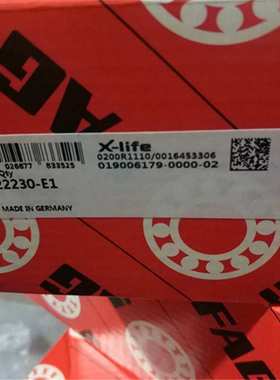 FAG
X-life
026677 833525
0200R1110/0016453306
019006179-0000-02
Qty
22230-E1
MADE IN GERMANY
FAG